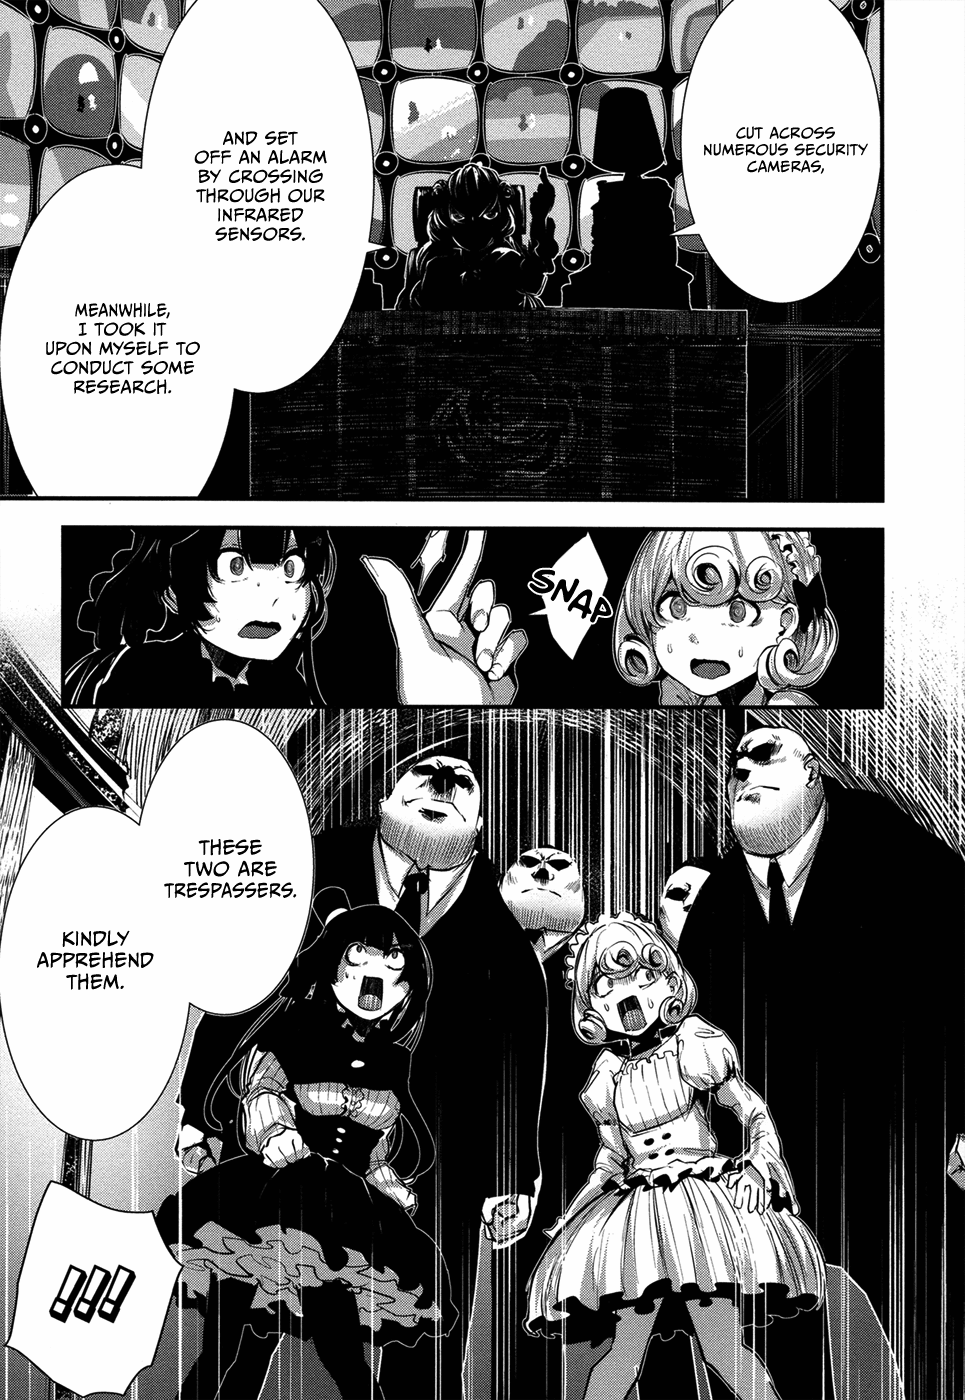 CUT ACROSS
NUMEROUS SECURITY
CAMERAS,
AND SET
OFF AN ALARM
BY CROSSING
THROUGH OUR
INFRARED
SENSORS.
MEANWHILE,
I TOOK IT
UPON MYSELF TO
CONDUCT SOME
RESEARCH.
SNAP
THESE
TWO ARE
TRESPASSERS.
KINDLY
APPREHEND
THEM.
!!!